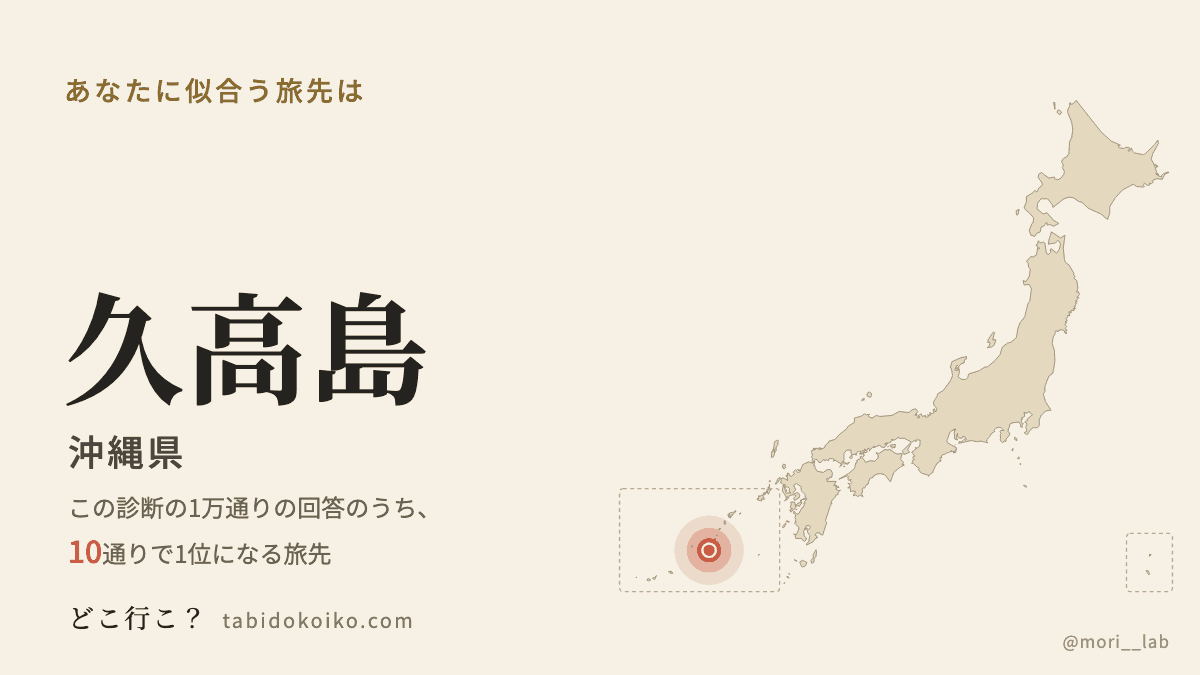 あなたに似合う旅先は
久高島
沖縄県
この診断の1万通りの回答のうち、
10通りで1位になる旅先
どこ行こ？ tabidokoiko.com
@mori__lab